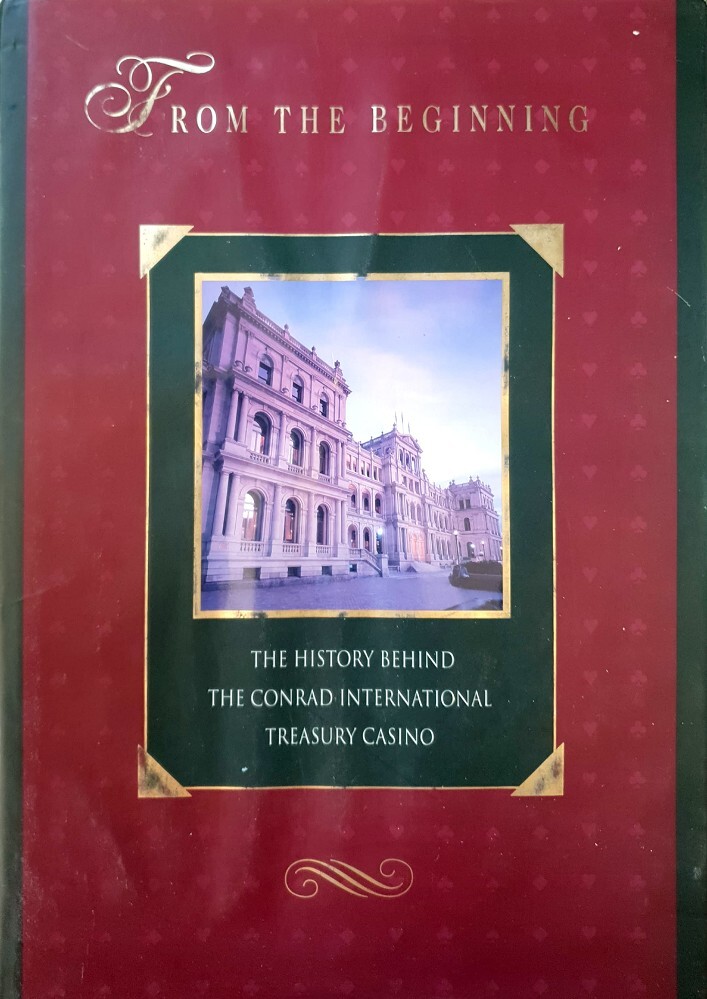 FROM THE BEGINNING
THE HISTORY BEHIND
THE CONRAD INTERNATIONAL
TREASURY CASINO